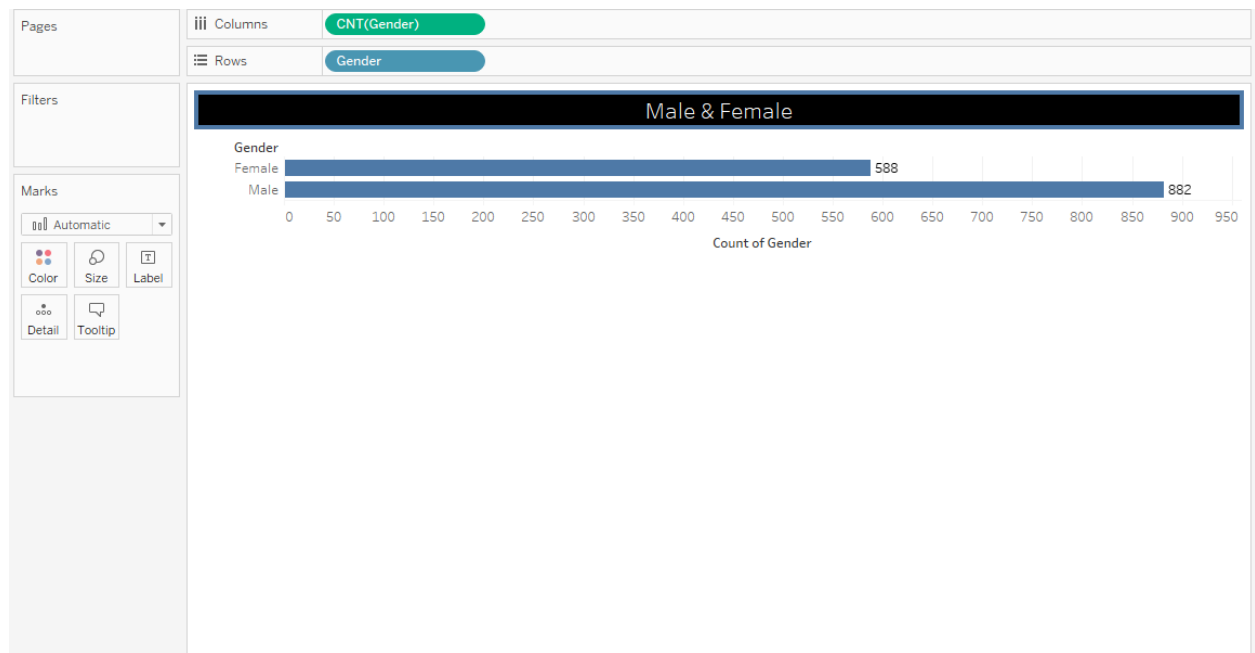 Pages
Columns
CNT(Gender)
Rows
Gender
Filters
Marks
Automatic
Color
Size
Label
Detail
Tooltip
Male & Female
Gender
Female
588
Male
882
0 50 100 150 200 250 300 350 400 450 500 550 600 650 700 750 800 850 900 950
Count of Gender